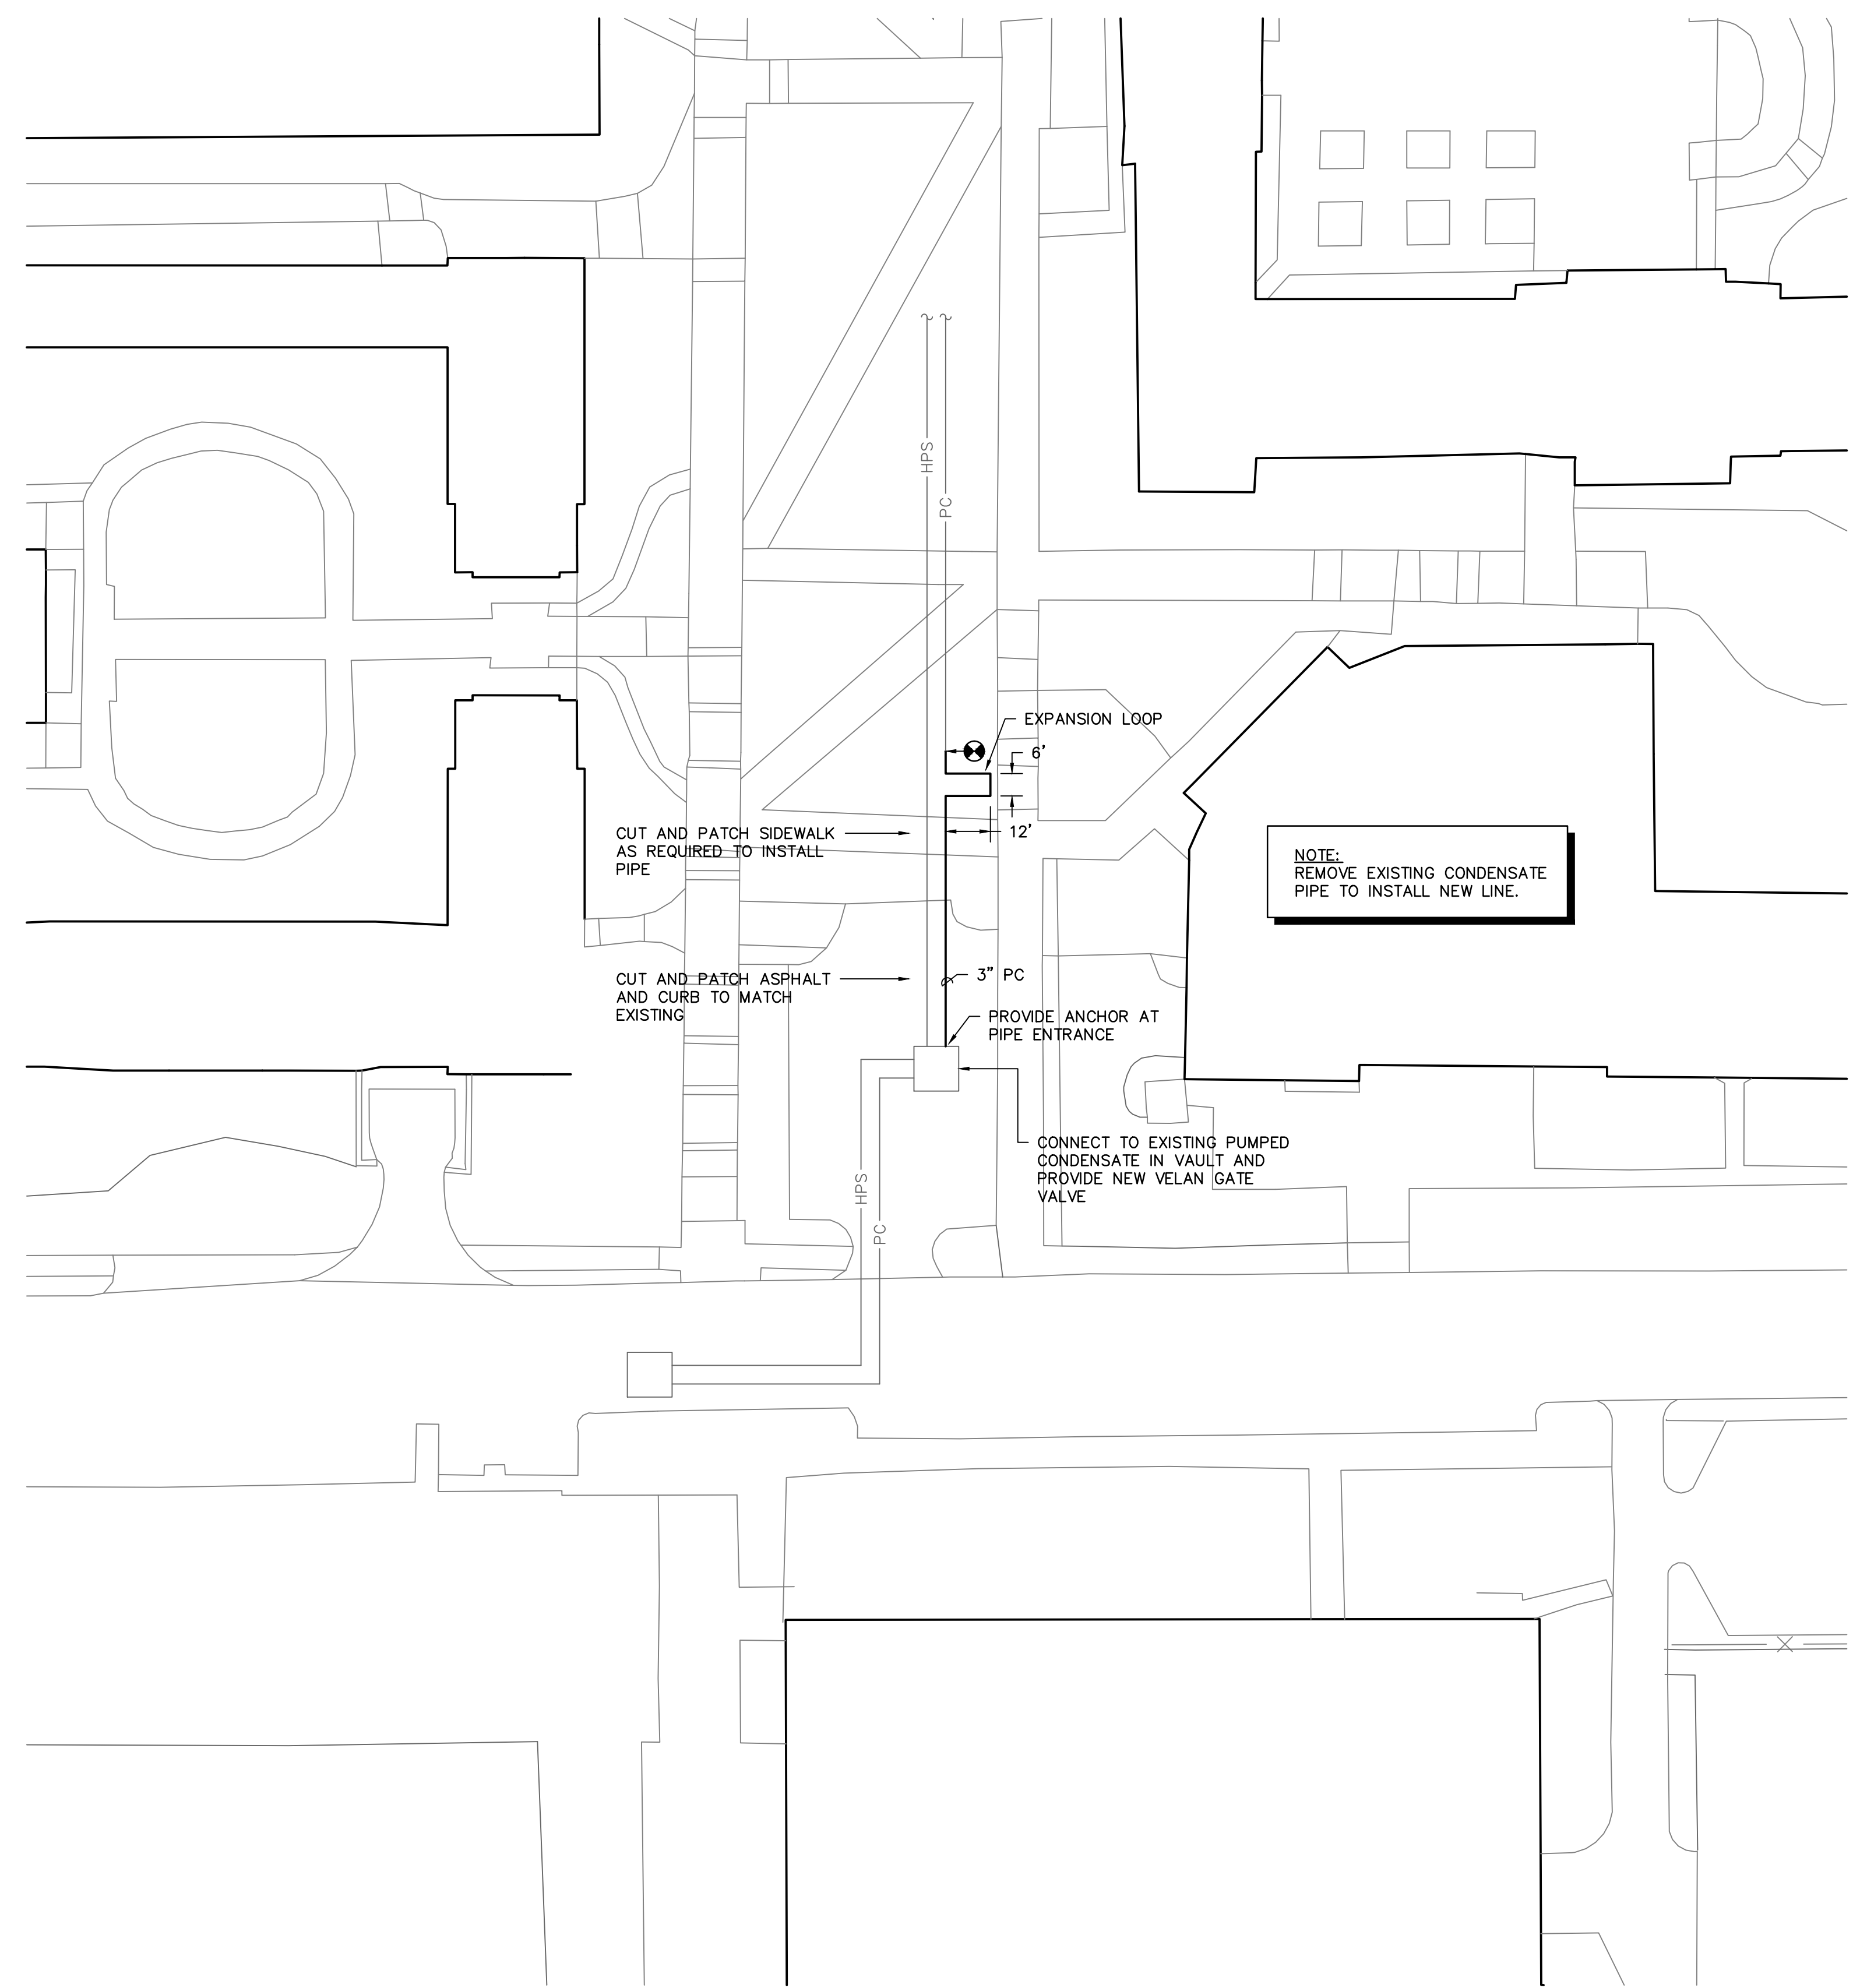 HPS
PC
EXPANSION LOOP
6'
12'
CUT AND PATCH SIDEWALK
AS REQUIRED TO INSTALL
PIPE
NOTE:
REMOVE EXISTING CONDENSATE
PIPE TO INSTALL NEW LINE.
CUT AND PATCH ASPHALT
AND CURB TO MATCH
EXISTING
3" PC
PROVIDE ANCHOR AT
PIPE ENTRANCE
CONNECT TO EXISTING PUMPED
CONDENSATE IN VAULT AND
PROVIDE NEW VELAN GATE
VALVE
HPS
PC